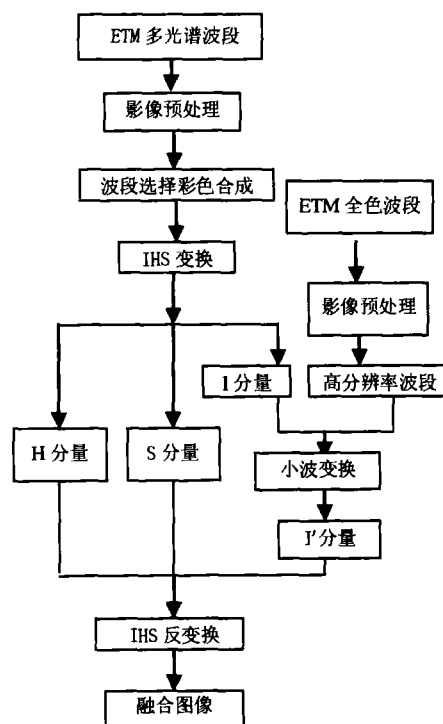 ETM 多光谱波段
影像预处理
波段选择彩色合成
ETM 全色波段
IHS 变换
影像预处理
I 分量
高分辨率波段
H 分量
S 分量
小波变换
I′分量
IHS 反变换
融合图像